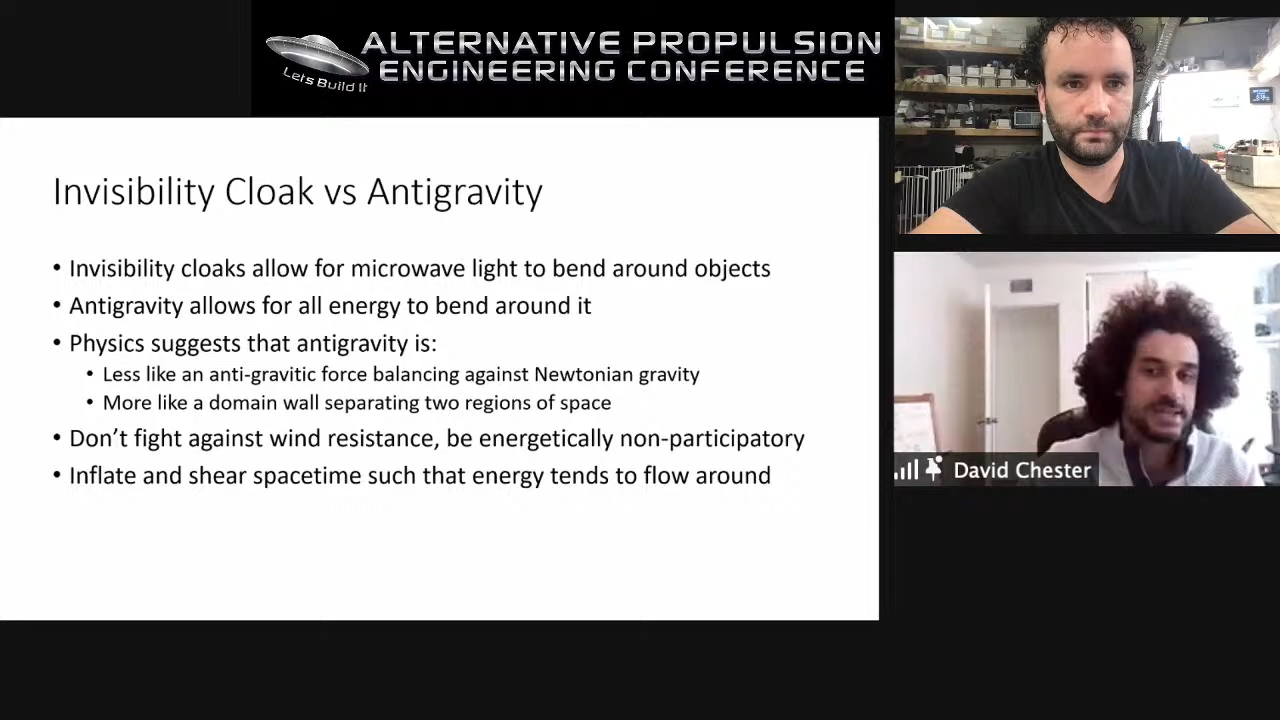 ALTERNATIVE PROPULSION
ENGINEERING CONFERENCE
Let's Build It
Invisibility Cloak vs Antigravity
• Invisibility cloaks allow for microwave light to bend around objects
• Antigravity allows for all energy to bend around it
• Physics suggests that antigravity is:
• Less like an anti-gravitic force balancing against Newtonian gravity
• More like a domain wall separating two regions of space
• Don’t fight against wind resistance, be energetically non-participatory
• Inflate and shear spacetime such that energy tends to flow around
David Chester